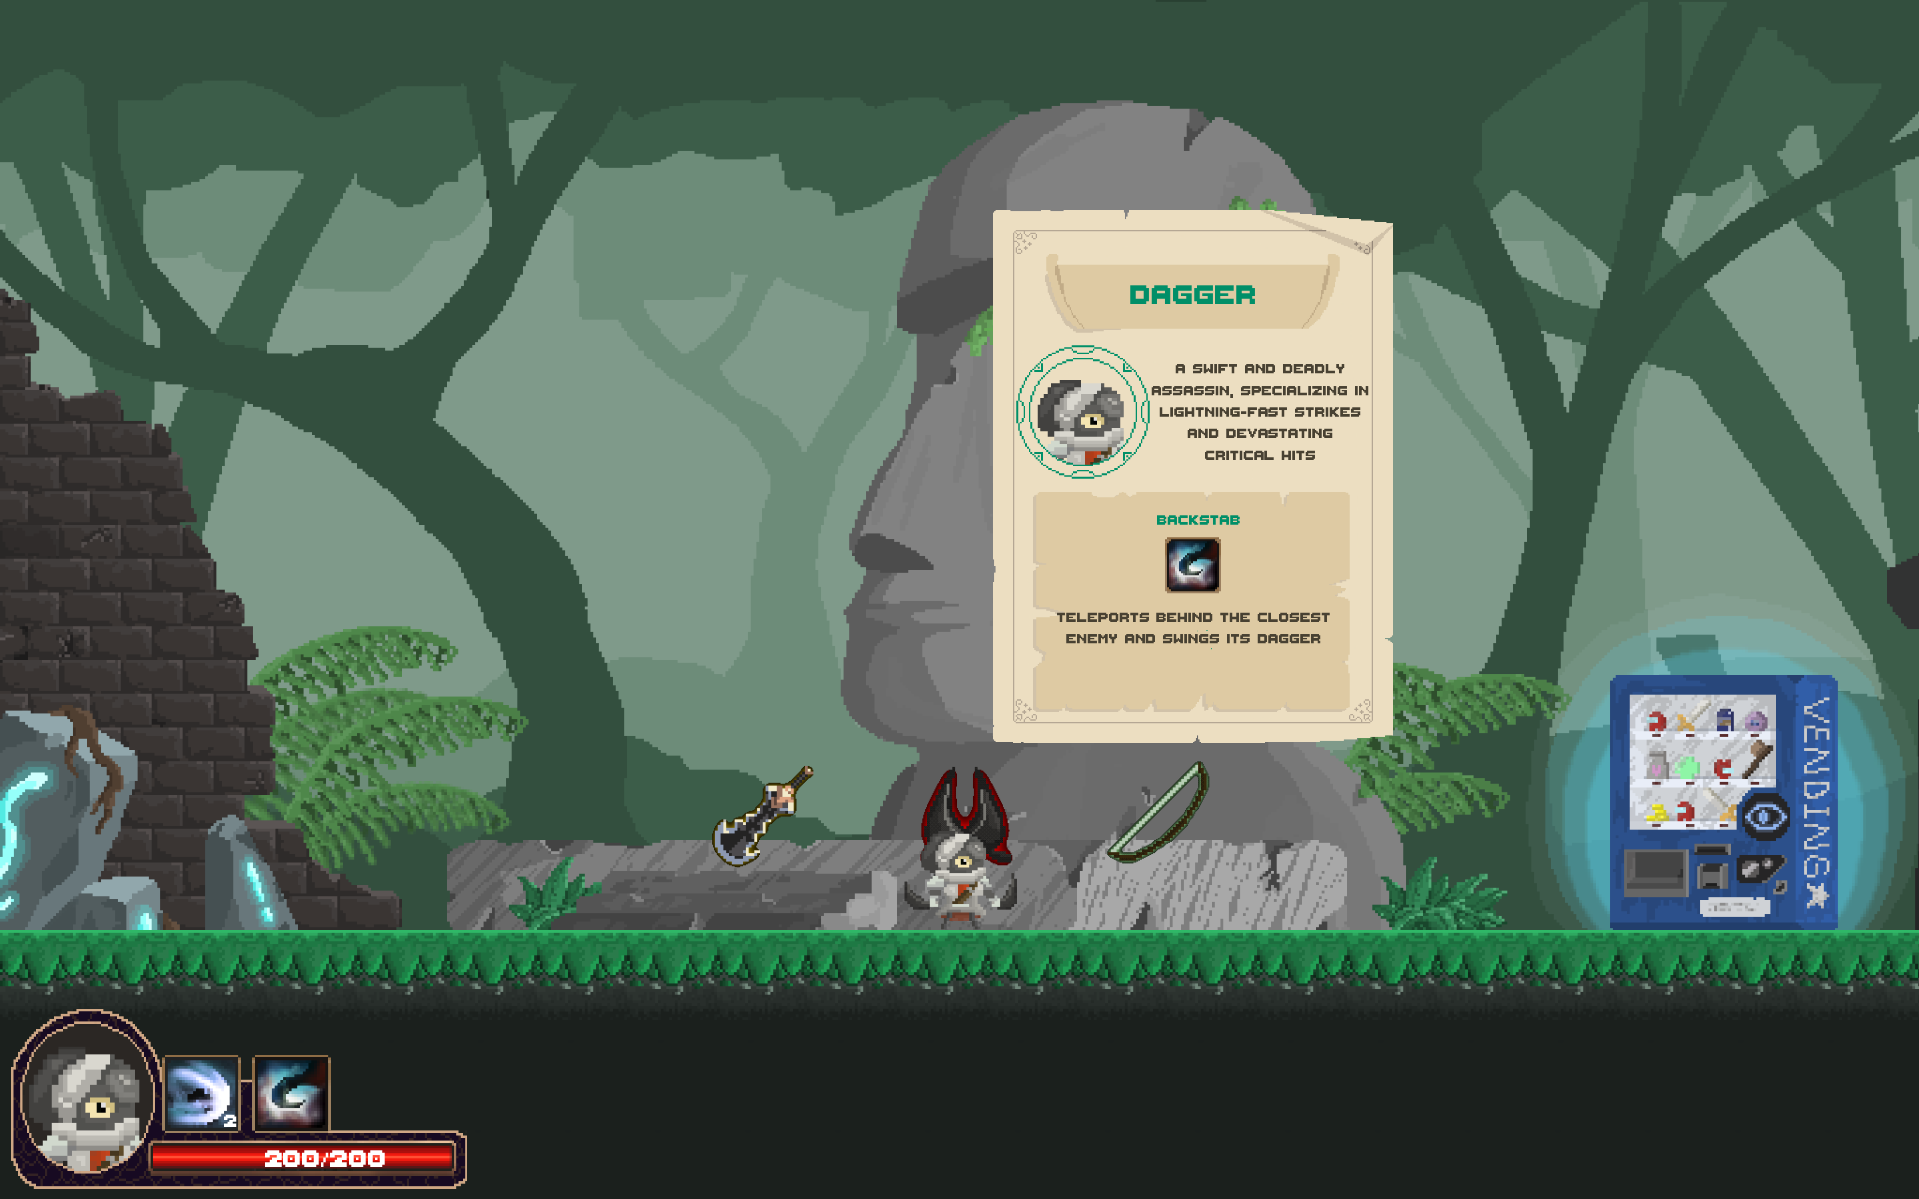 DAGGER
A SWIFT AND DEADLY
ASSASSIN, SPECIALIZING IN
LIGHTNING-FAST STRIKES
AND DEVASTATING
CRITICAL HITS
BACKSTAB
TELEPORTS BEHIND THE CLOSEST
ENEMY AND SWINGS ITS DAGGER
VENDING
2
200/200